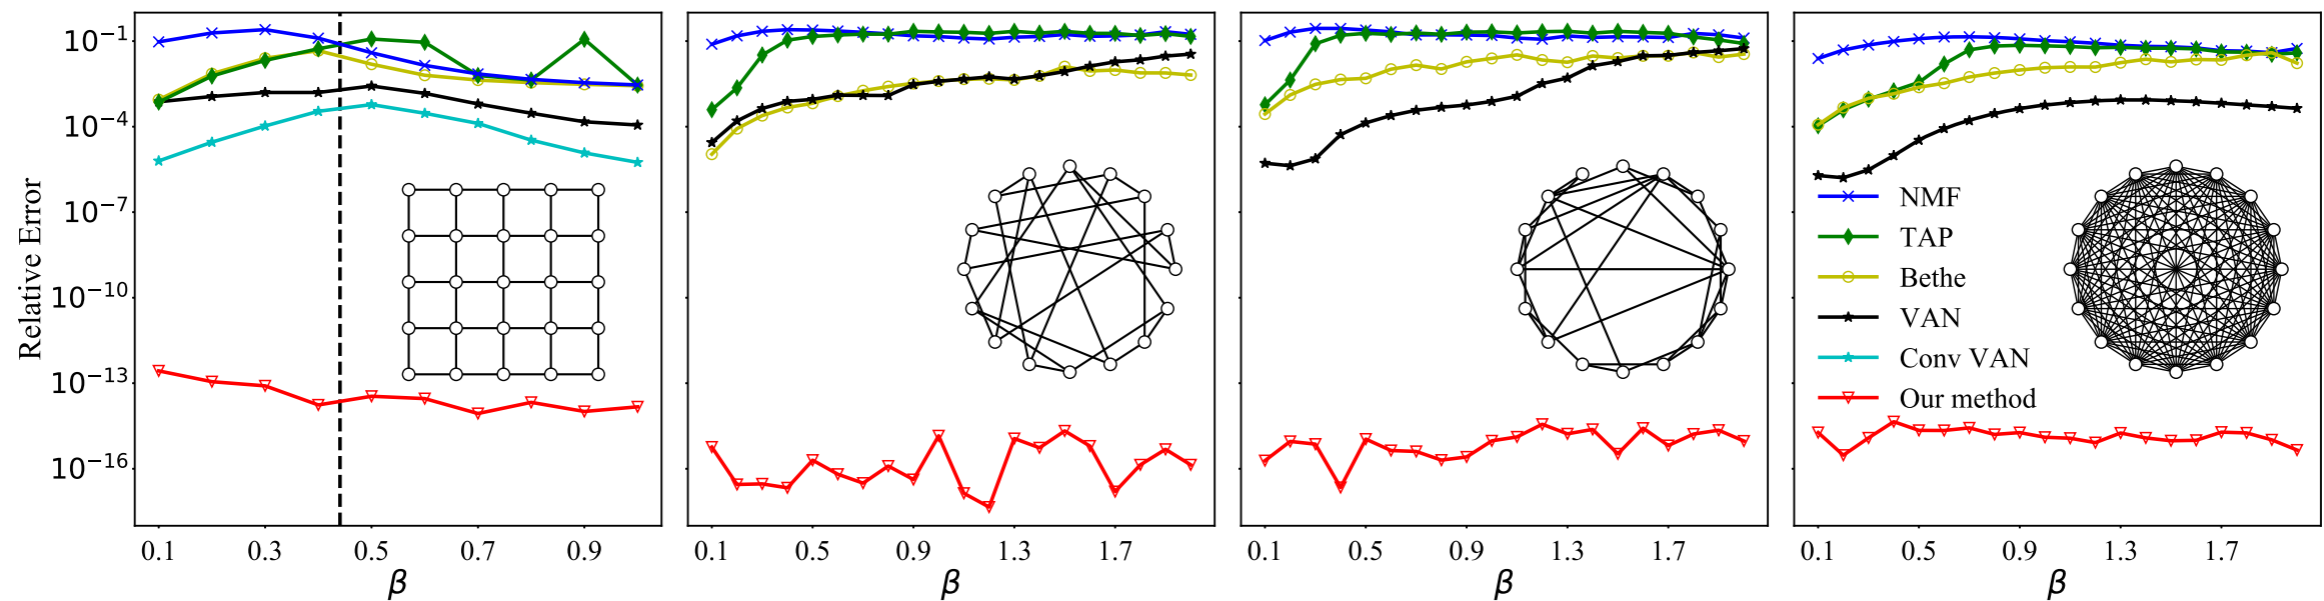 Relative Error
10⁻¹
10⁻⁴
10⁻⁷
10⁻¹⁰
10⁻¹³
10⁻¹⁶
0.1 0.3 0.5 0.7 0.9
β
0.1 0.5 0.9 1.3 1.7
β
0.1 0.5 0.9 1.3 1.7
β
NMF
TAP
Bethe
VAN
Conv VAN
Our method
0.1 0.5 0.9 1.3 1.7
β